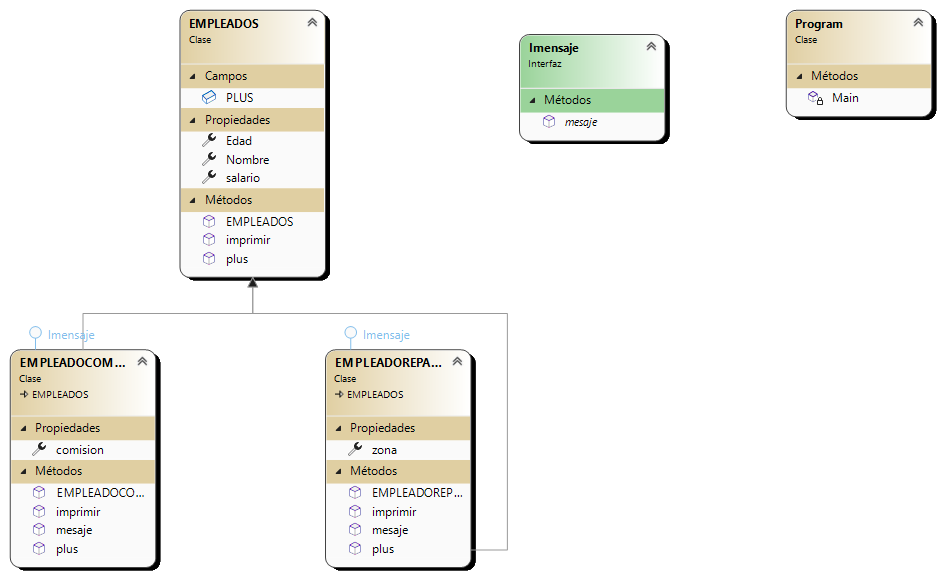 EMPLEADOS
Clase
Campos
PLUS
Propiedades
Edad
Nombre
salario
Métodos
EMPLEADOS
imprimir
plus
Imensaje
Interfaz
Métodos
mesaje
Program
Clase
Métodos
Main
Imensaje
EMPLEADOCOM...
Clase
EMPLEADOS
Propiedades
comision
Métodos
EMPLEADOCO...
imprimir
mesaje
plus
Imensaje
EMPLEADOREPA...
Clase
EMPLEADOS
Propiedades
zona
Métodos
EMPLEADOREP...
imprimir
mesaje
plus